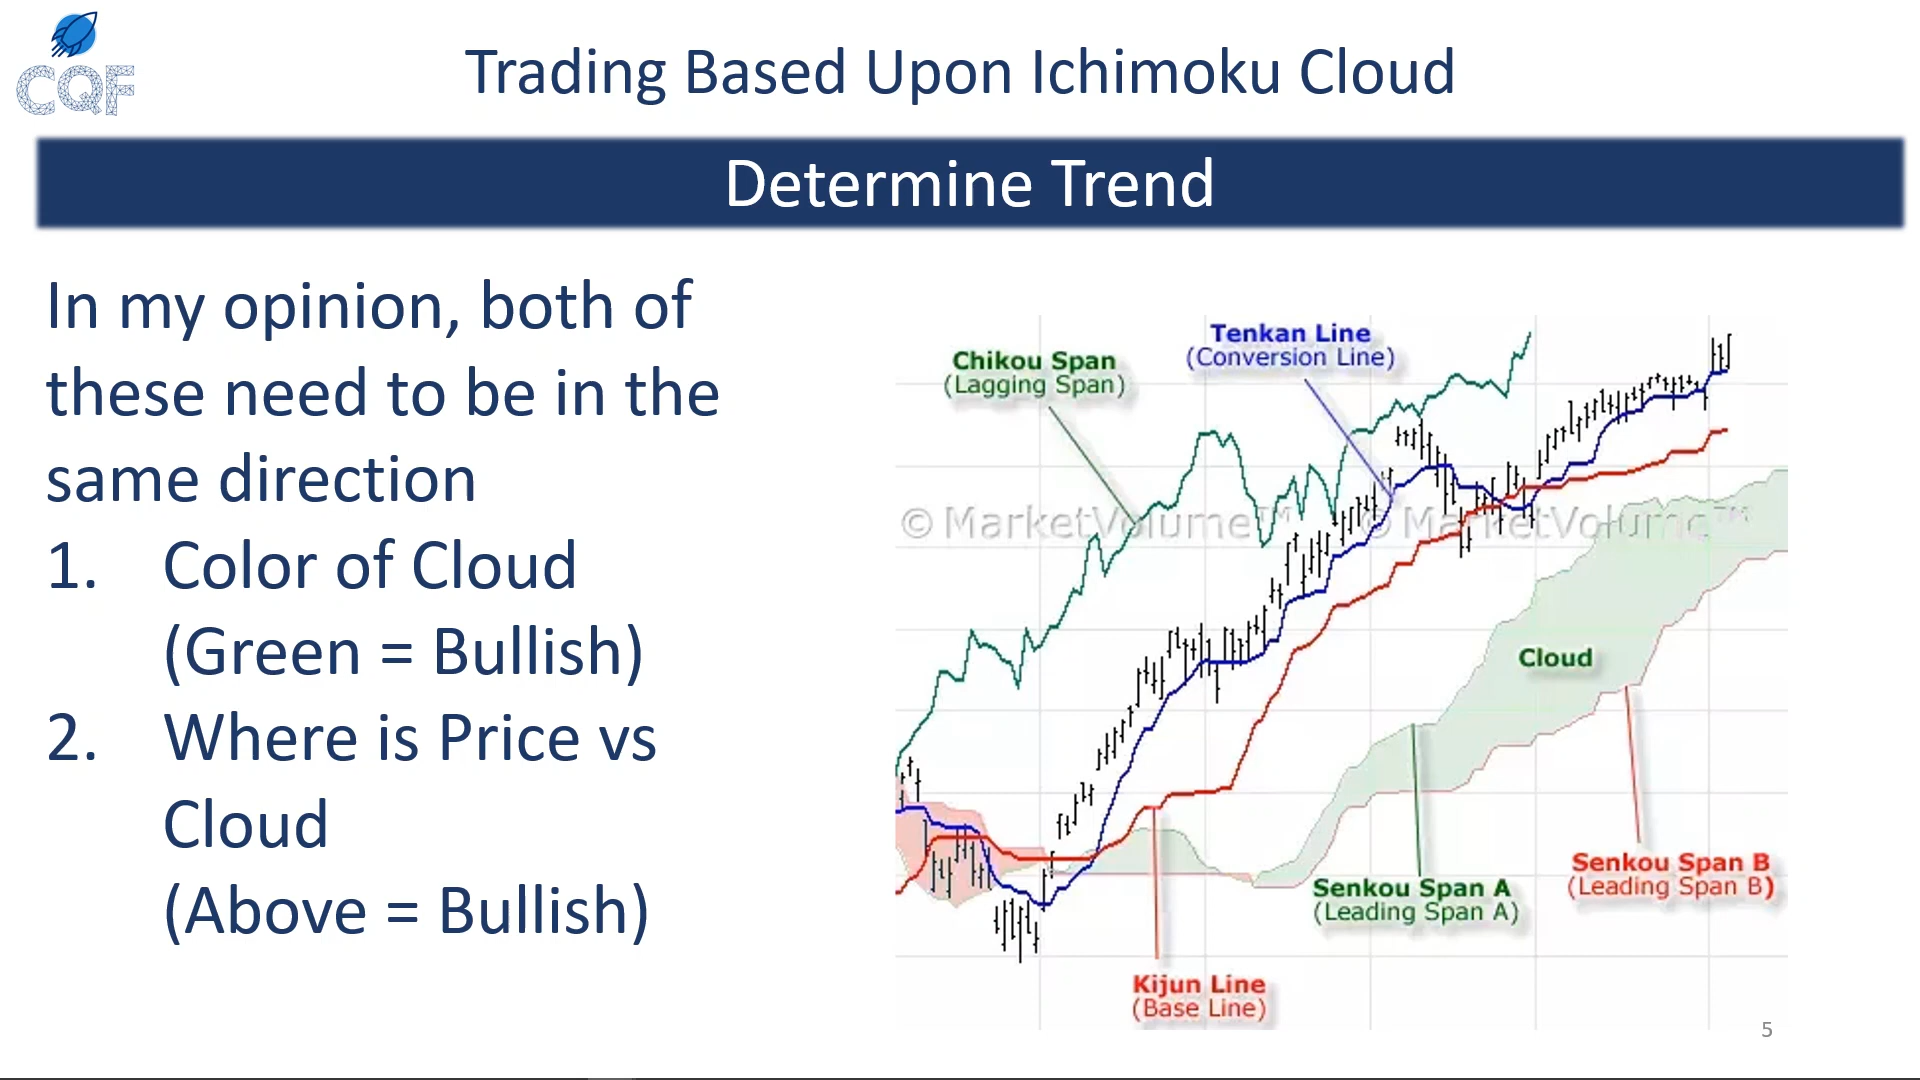 CQF
Trading Based Upon Ichimoku Cloud
Determine Trend
In my opinion, both of
these need to be in the
same direction
1. Color of Cloud
(Green = Bullish)
2. Where is Price vs
Cloud
(Above = Bullish)
Chikou Span
(Lagging Span)
Tenkan Line
(Conversion Line)
© MarketVolume™
© MarketVolume™
Cloud
Senkou Span A
(Leading Span A)
Senkou Span B
(Leading Span B)
Kijun Line
(Base Line)
5